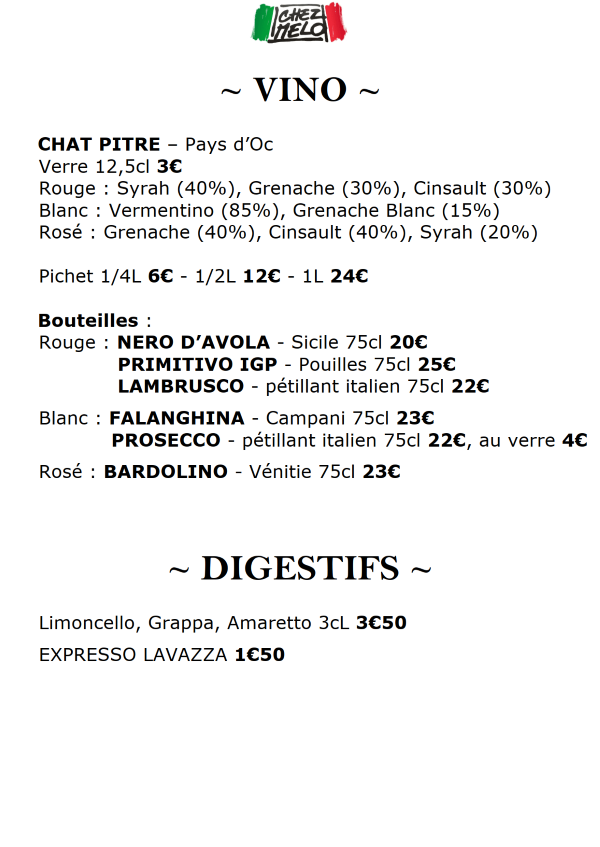 CHEZ
MELO
~ VINO ~
CHAT PITRE – Pays d’Oc
Verre 12,5cl 3€
Rouge : Syrah (40%), Grenache (30%), Cinsault (30%)
Blanc : Vermentino (85%), Grenache Blanc (15%)
Rosé : Grenache (40%), Cinsault (40%), Syrah (20%)
Pichet 1/4L 6€ - 1/2L 12€ - 1L 24€
Bouteilles :
Rouge : NERO D’AVOLA - Sicile 75cl 20€
PRIMITIVO IGP - Pouilles 75cl 25€
LAMBRUSCO - pétillant italien 75cl 22€
Blanc : FALANGHINA - Campani 75cl 23€
PROSECCO - pétillant italien 75cl 22€, au verre 4€
Rosé : BARDOLINO - Vénitie 75cl 23€
~ DIGESTIFS ~
Limoncello, Grappa, Amaretto 3cL 3€50
EXPRESSO LAVAZZA 1€50